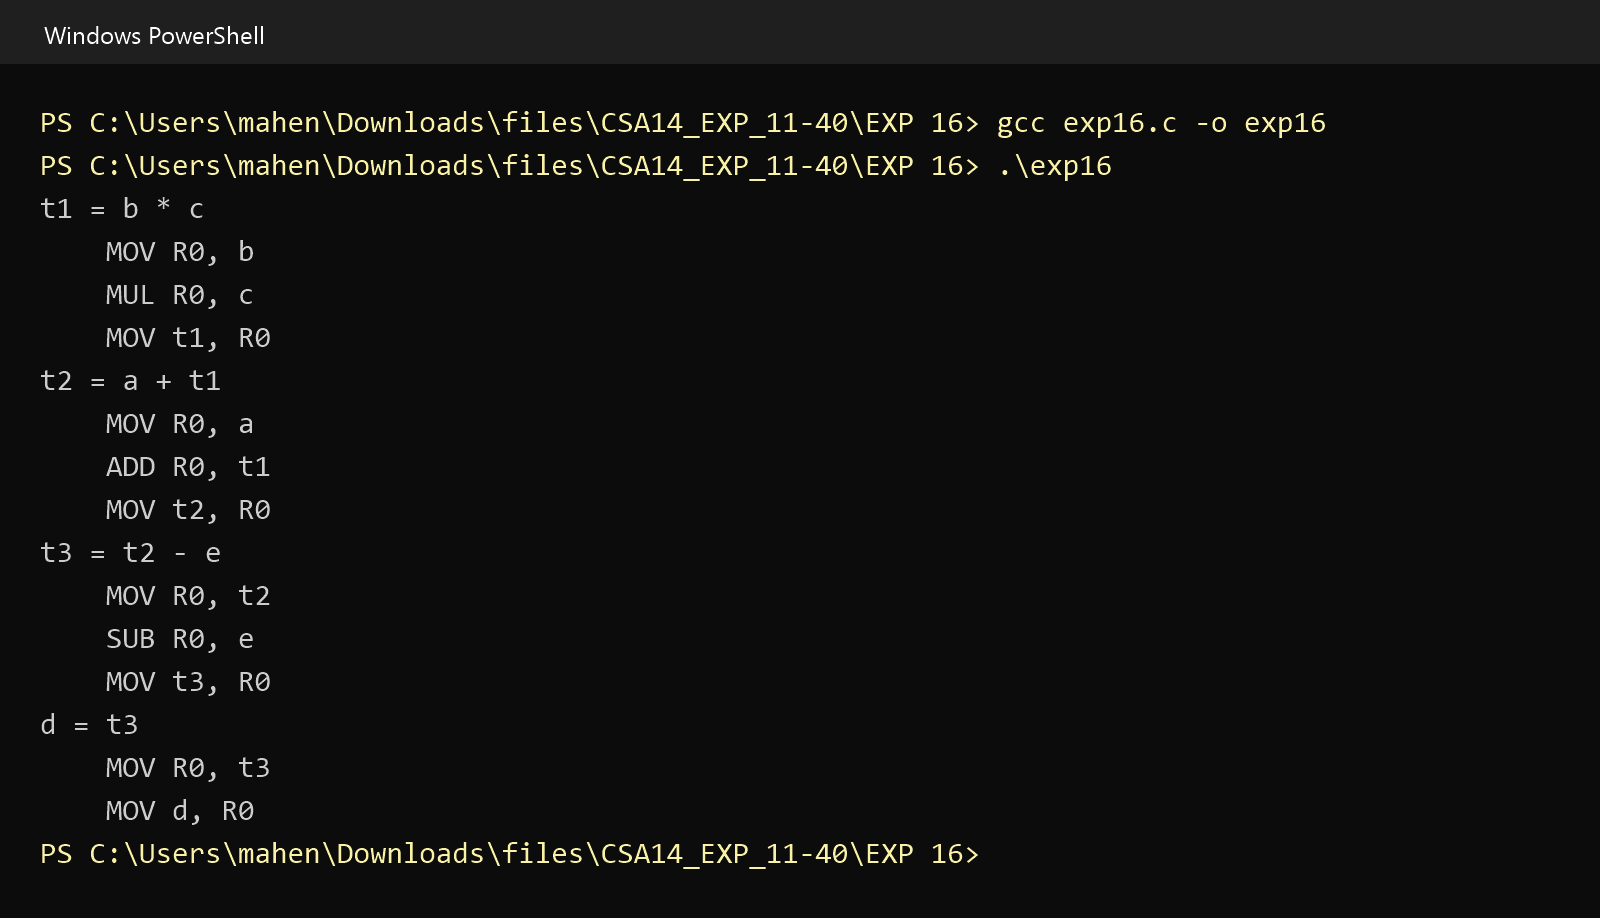 Windows PowerShell
PS C:\Users\mahen\Downloads\files\CSA14_EXP_11-40\EXP 16> gcc exp16.c -o exp16
PS C:\Users\mahen\Downloads\files\CSA14_EXP_11-40\EXP 16> .\exp16
t1 = b * c
    MOV R0, b
    MUL R0, c
    MOV t1, R0
t2 = a + t1
    MOV R0, a
    ADD R0, t1
    MOV t2, R0
t3 = t2 - e
    MOV R0, t2
    SUB R0, e
    MOV t3, R0
d = t3
    MOV R0, t3
    MOV d, R0
PS C:\Users\mahen\Downloads\files\CSA14_EXP_11-40\EXP 16>